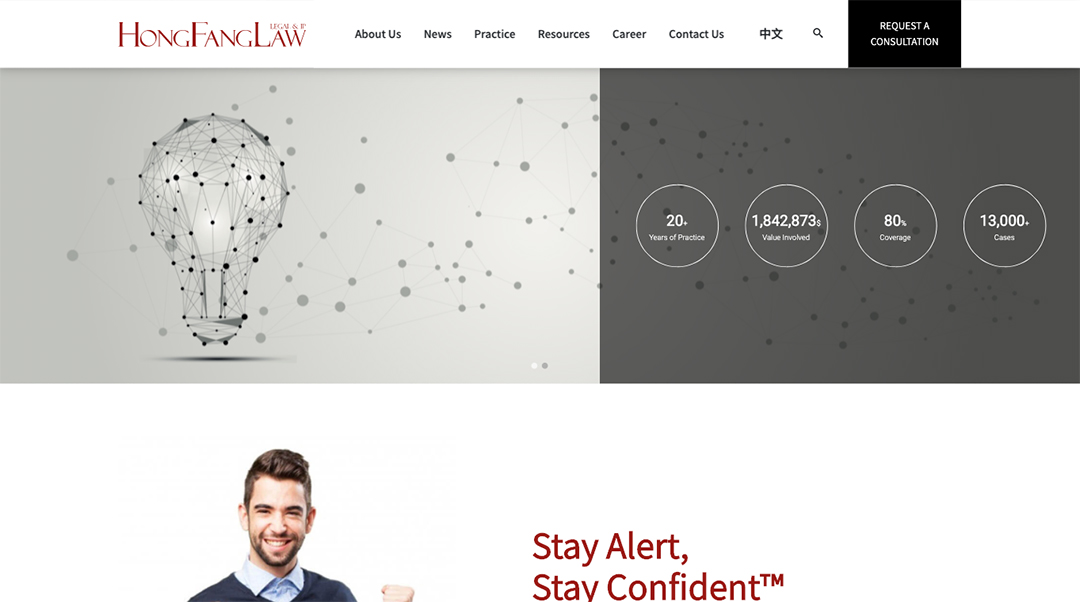 HongFangLaw
LEGAL & IP
About Us
News
Practice
Resources
Career
Contact Us
中文
REQUEST A
CONSULTATION
20+
Years of Practice
1,842,873$
Value Involved
80%
Coverage
13,000+
Cases
Stay Alert,
Stay Confident™